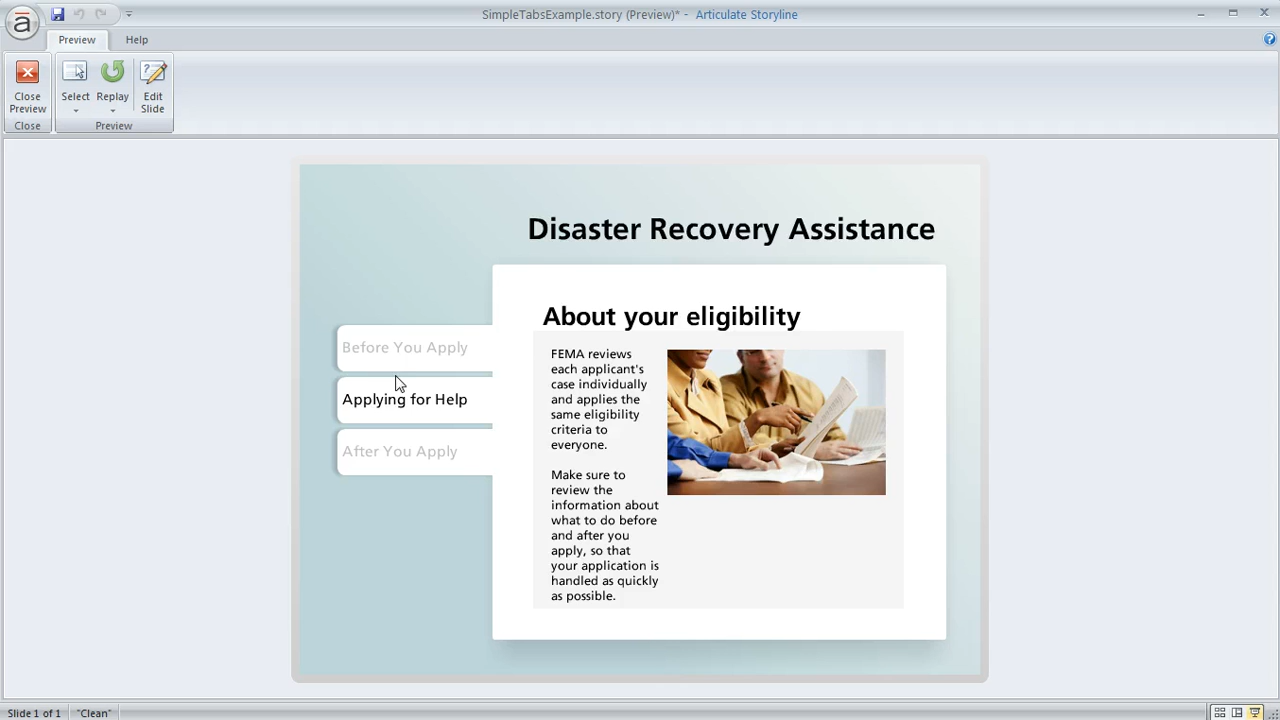 SimpleTabsExample.story (Preview)* - Articulate Storyline
Preview
Help
Close
Preview
Select
Replay
Edit
Slide
Close
Preview
Disaster Recovery Assistance
Before You Apply
Applying for Help
After You Apply
About your eligibility
FEMA reviews
each applicant's
case individually
and applies the
same eligibility
criteria to
everyone.
Make sure to
review the
information about
what to do before
and after you
apply, so that
your application is
handled as quickly
as possible.
Slide 1 of 1
"Clean"